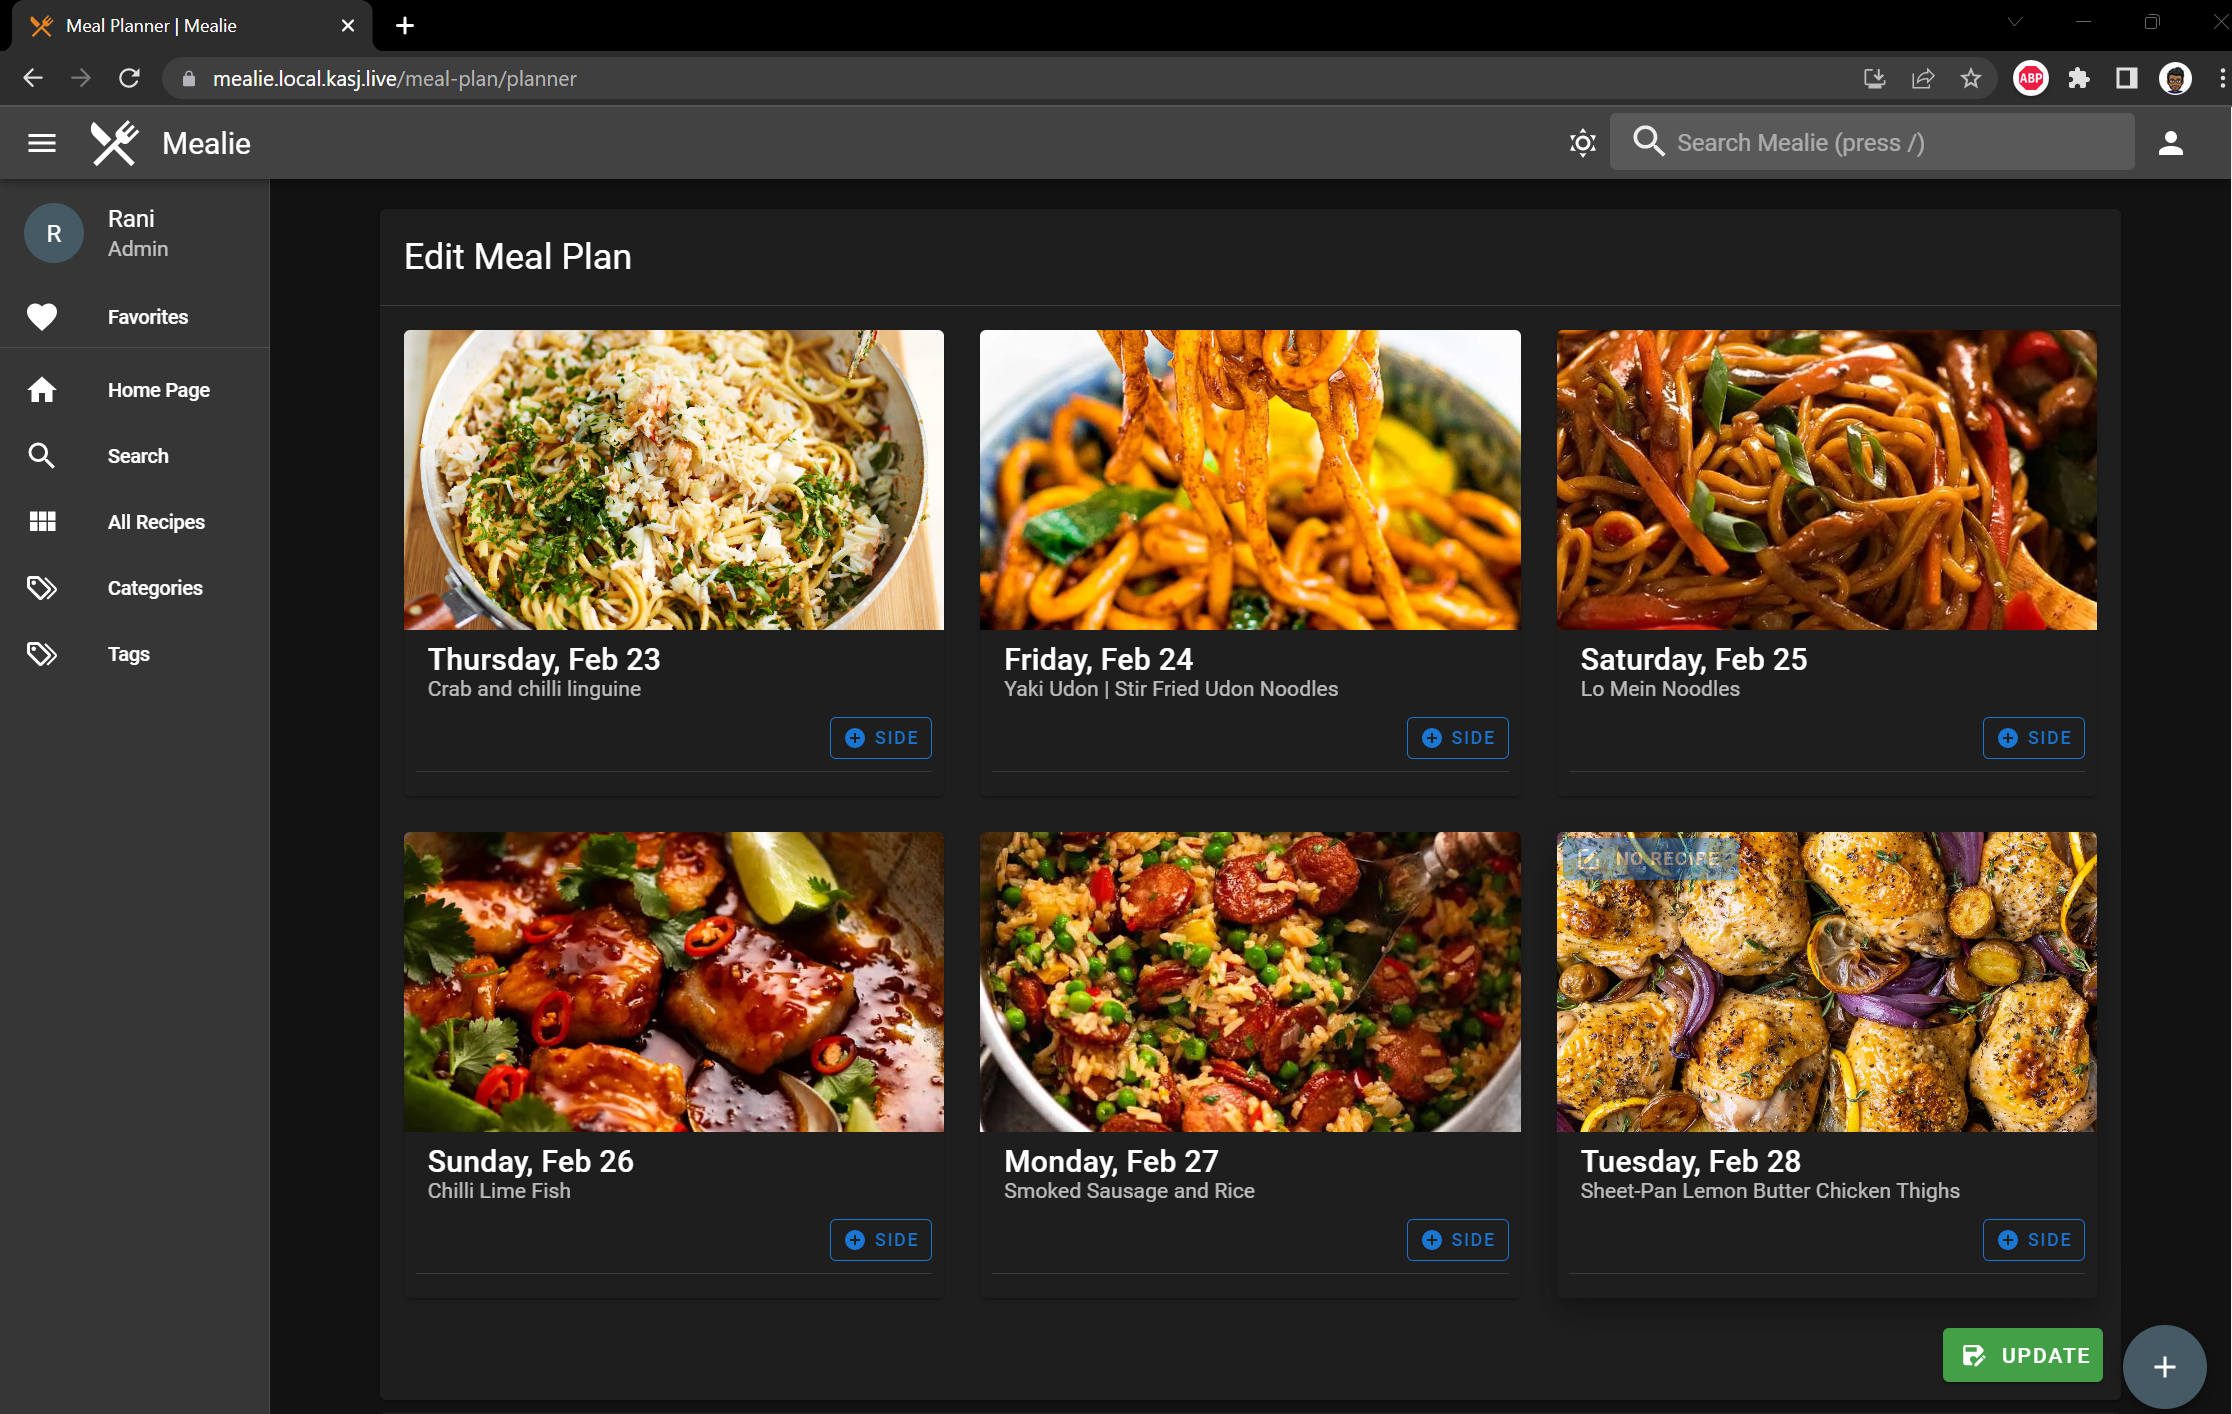 Meal Planner | Mealie
mealie.local.kasj.live/meal-plan/planner
ABP
Mealie
Search Mealie (press /)
R
Rani
Admin
Favorites
Home Page
Search
All Recipes
Categories
Tags
Edit Meal Plan
Thursday, Feb 23
Crab and chilli linguine
SIDE
Friday, Feb 24
Yaki Udon | Stir Fried Udon Noodles
SIDE
Saturday, Feb 25
Lo Mein Noodles
SIDE
Sunday, Feb 26
Chilli Lime Fish
SIDE
Monday, Feb 27
Smoked Sausage and Rice
SIDE
NO RECIPE
Tuesday, Feb 28
Sheet-Pan Lemon Butter Chicken Thighs
SIDE
UPDATE